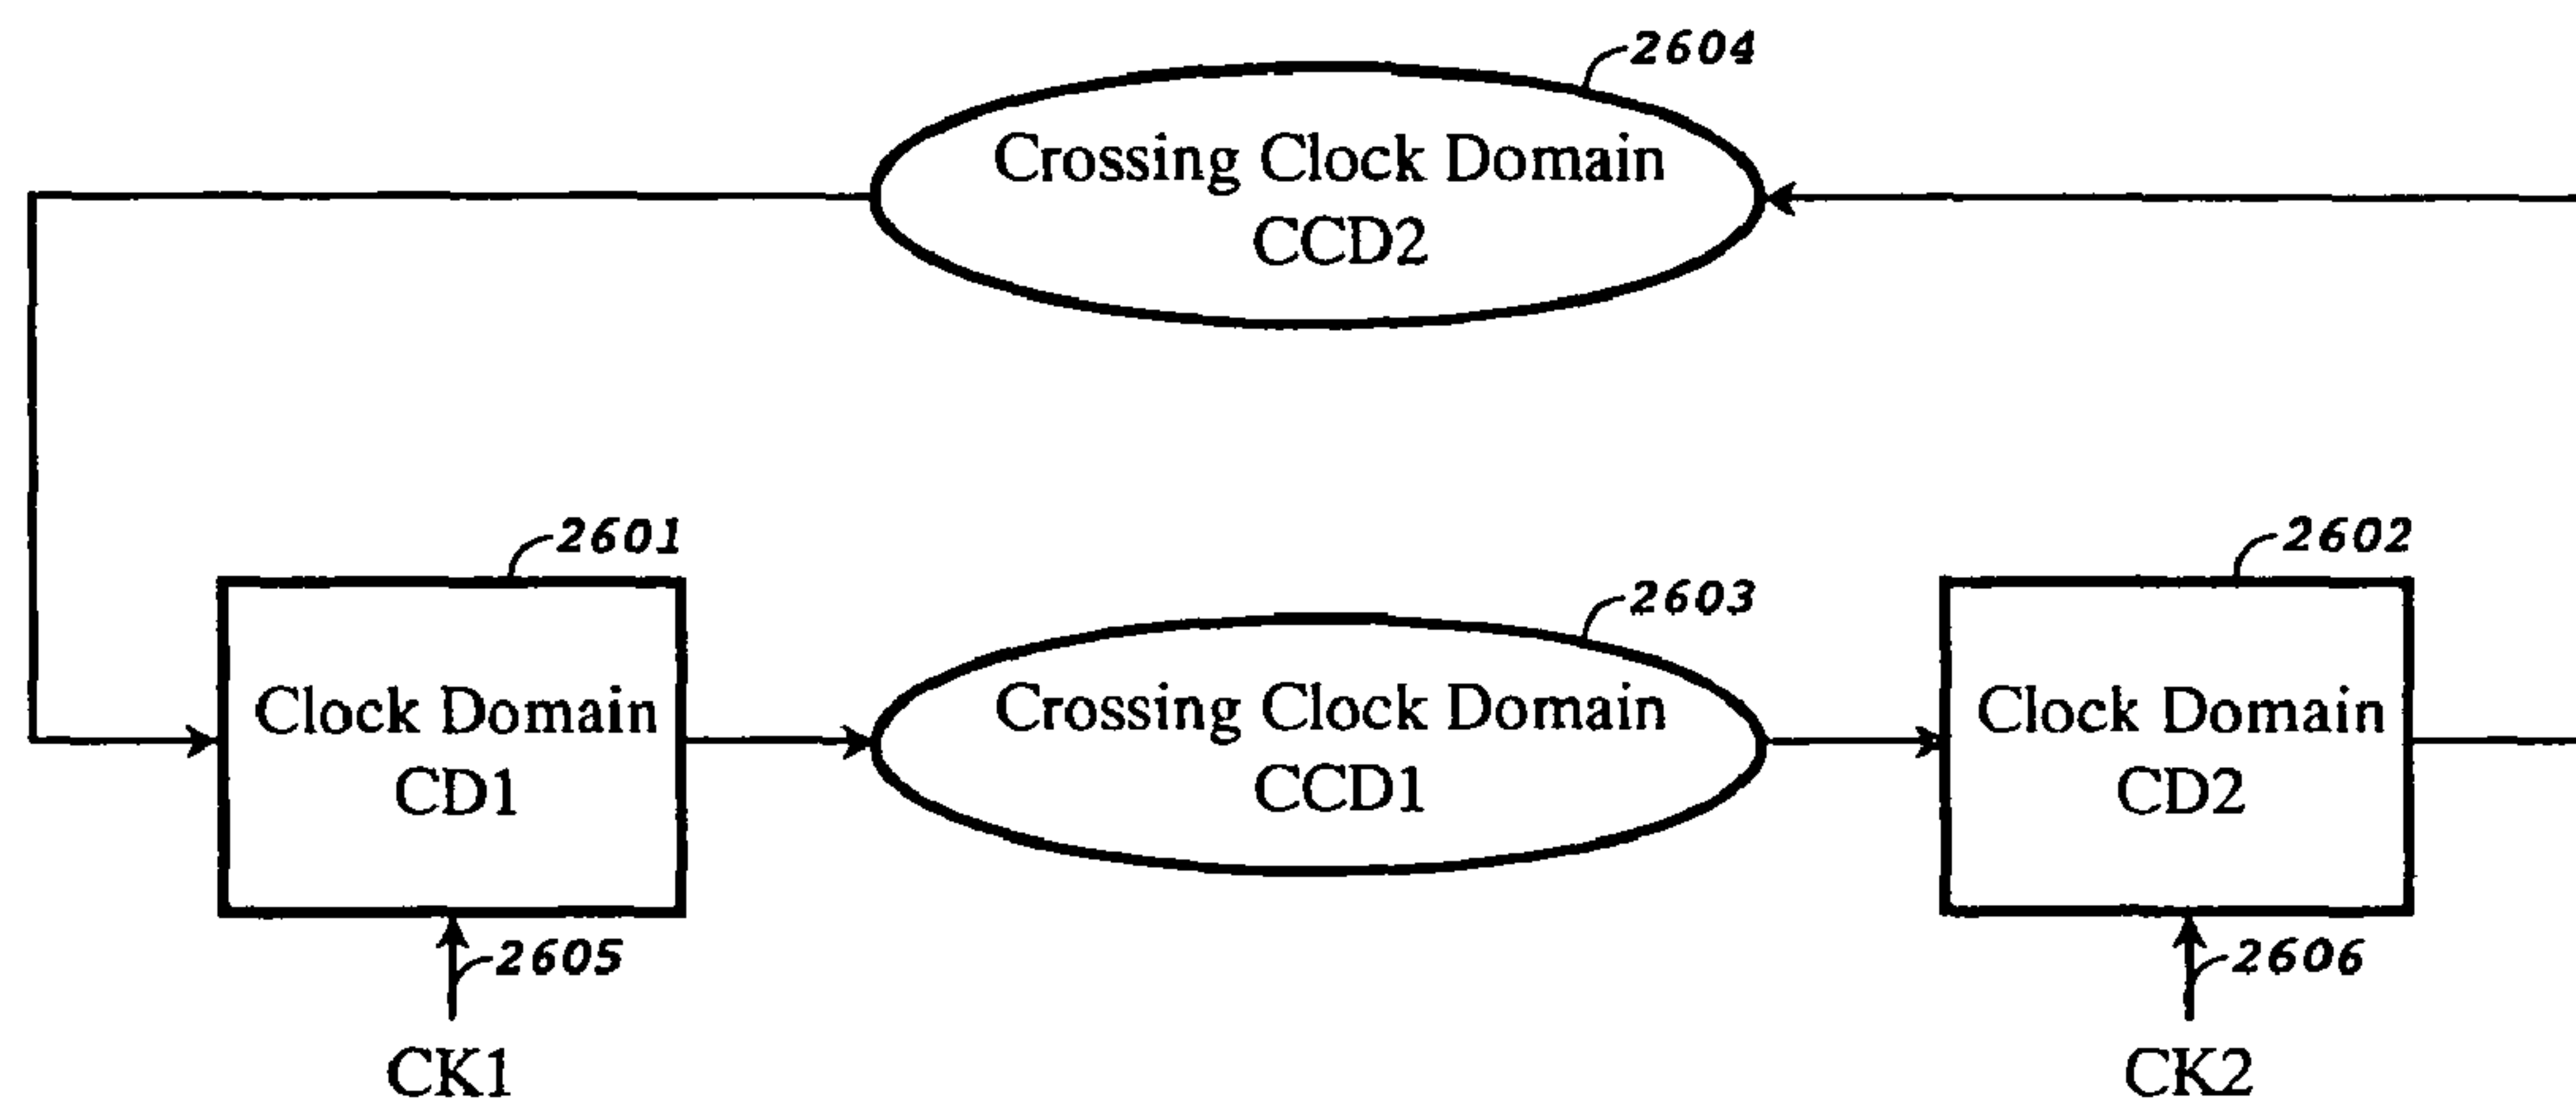 2604
Crossing Clock Domain
CCD2
2601
2602
2603
Clock Domain
CD1
Crossing Clock Domain
CCD1
Clock Domain
CD2
2605
2606
CK1
CK2